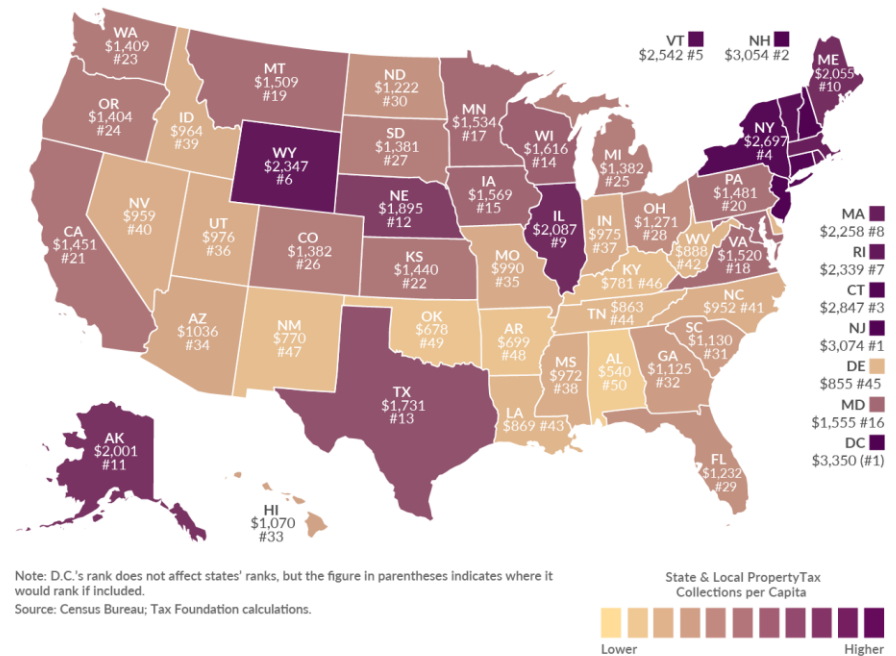 WA
$1,409
#23
OR
$1,404
#24
CA
$1,451
#21
ID
$964
#39
NV
$959
#40
MT
$1,509
#19
WY
$2,347
#6
UT
$976
#36
AZ
$1036
#34
CO
$1,382
#26
NM
$770
#47
ND
$1,222
#30
SD
$1,381
#27
NE
$1,895
#12
KS
$1,440
#22
OK
$678
#49
TX
$1,731
#13
MN
$1,534
#17
IA
$1,569
#15
MO
$990
#35
AR
$699
#48
LA
$869 #43
WI
$1,616
#14
IL
$2,087
#9
MI
$1,382
#25
IN
$975
#37
OH
$1,271
#28
KY
$781 #46
TN $863
#44
MS
$972
#38
AL
$540
#50
GA
$1,125
#32
FL
$1,232
#29
SC
$1,130
#31
NC
$952 #41
VA
$1,520
#18
WV
$888
#42
PA
$1,481
#20
NY
$2,697
#4
ME
$2,055
#10
VT
$2,542 #5
NH
$3,054 #2
MA
$2,258 #8
RI
$2,339 #7
CT
$2,847 #3
NJ
$3,074 #1
DE
$855 #45
MD
$1,555 #16
DC
$3,350 (#1)
AK
$2,001
#11
HI
$1,070
#33
Note: D.C.'s rank does not affect states' ranks, but the figure in parentheses indicates where it
would rank if included.
Source: Census Bureau; Tax Foundation calculations.
State & Local PropertyTax
Collections per Capita
Lower
Higher